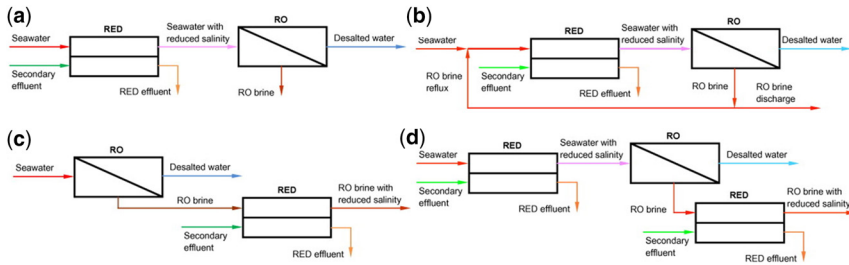 (a)
RED
RO
Seawater
Seawater with
reduced salinity
Desalted water
Secondary
effluent
RED effluent
RO brine
(b)
RED
RO
Seawater
Seawater with
reduced salinity
Desalted water
RO brine
reflux
Secondary
effluent
RED effluent
RO brine
RO brine
discharge
(c)
RO
Seawater
Desalted water
RED
RO brine
RO brine with
reduced salinity
Secondary
effluent
RED effluent
(d)
RED
RO
Seawater
Seawater with
reduced salinity
Desalted water
Secondary
effluent
RED effluent
RO brine
RED
RO brine with
reduced salinity
Secondary
effluent
RED effluent